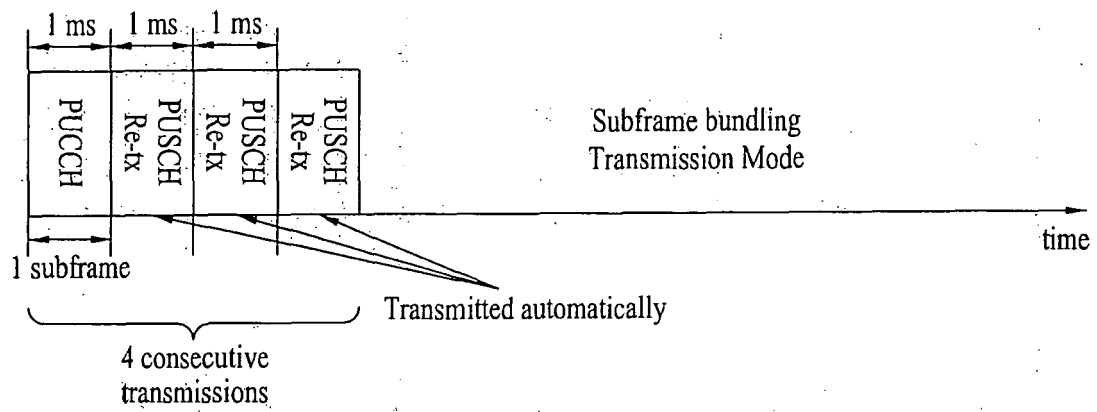 1 ms 1 ms 1 ms
PUCCH
PUSCH
Re-tx
PUSCH
Re-tx
PUSCH
Re-tx
Subframe bundling
Transmission Mode
time
1 subframe
Transmitted automatically
4 consecutive
transmissions